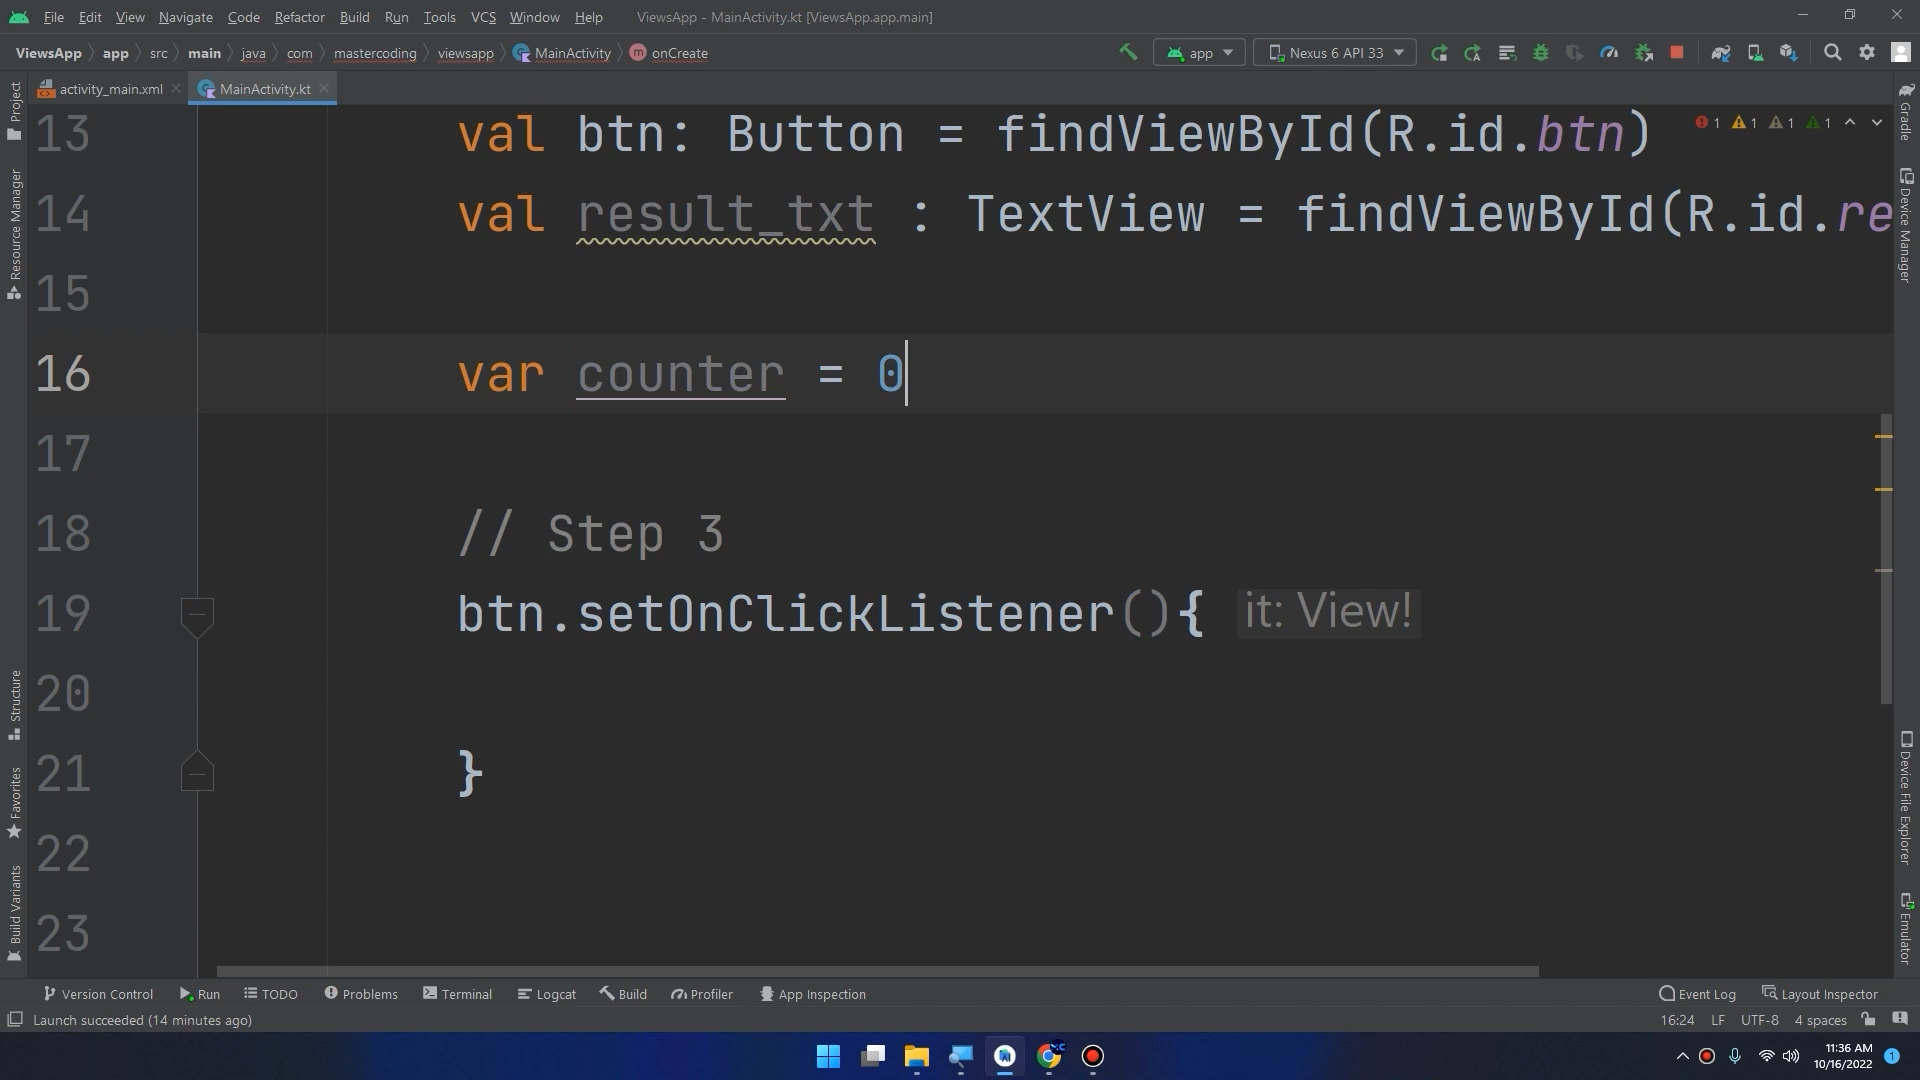 File Edit View Navigate Code Refactor Build Run Tools VCS Window Help ViewsApp - MainActivity.kt [ViewsApp.app.main]
ViewsApp app src main java com mastercoding viewsapp MainActivity onCreate app Nexus 6 API 33
activity_main.xml MainActivity.kt
Project
Resource Manager
Structure
Favorites
Build Variants
13 val btn: Button = findViewById(R.id.btn)
1 1 1 1
14 val result_txt : TextView = findViewById(R.id.re
15
16 var counter = 0
17
18 // Step 3
19 btn.setOnClickListener(){ it: View!
20
21 }
22
23
Gradle
Device Manager
Device File Explorer
Emulator
Version Control Run TODO Problems Terminal Logcat Build Profiler App Inspection Event Log Layout Inspector
Launch succeeded (14 minutes ago) 16:24 LF UTF-8 4 spaces
11:36 AM
10/16/2022
1